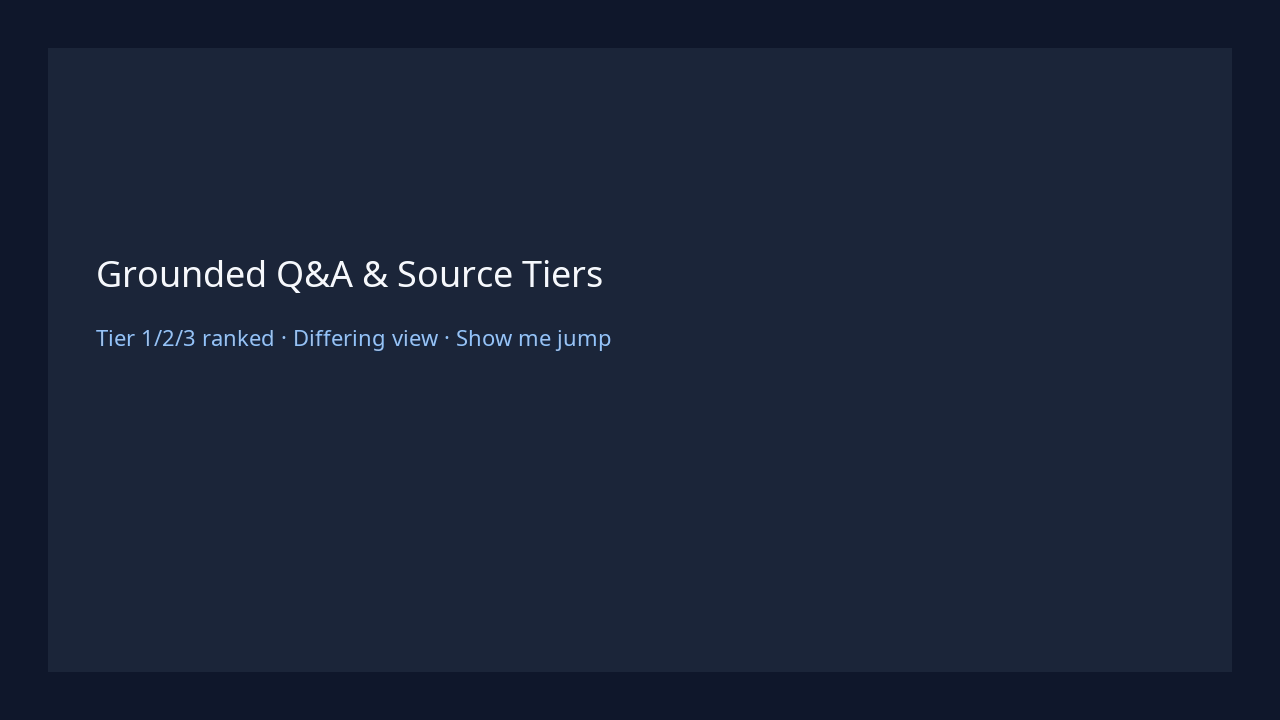 Grounded Q&A & Source Tiers
Tier 1/2/3 ranked · Differing view · Show me jump